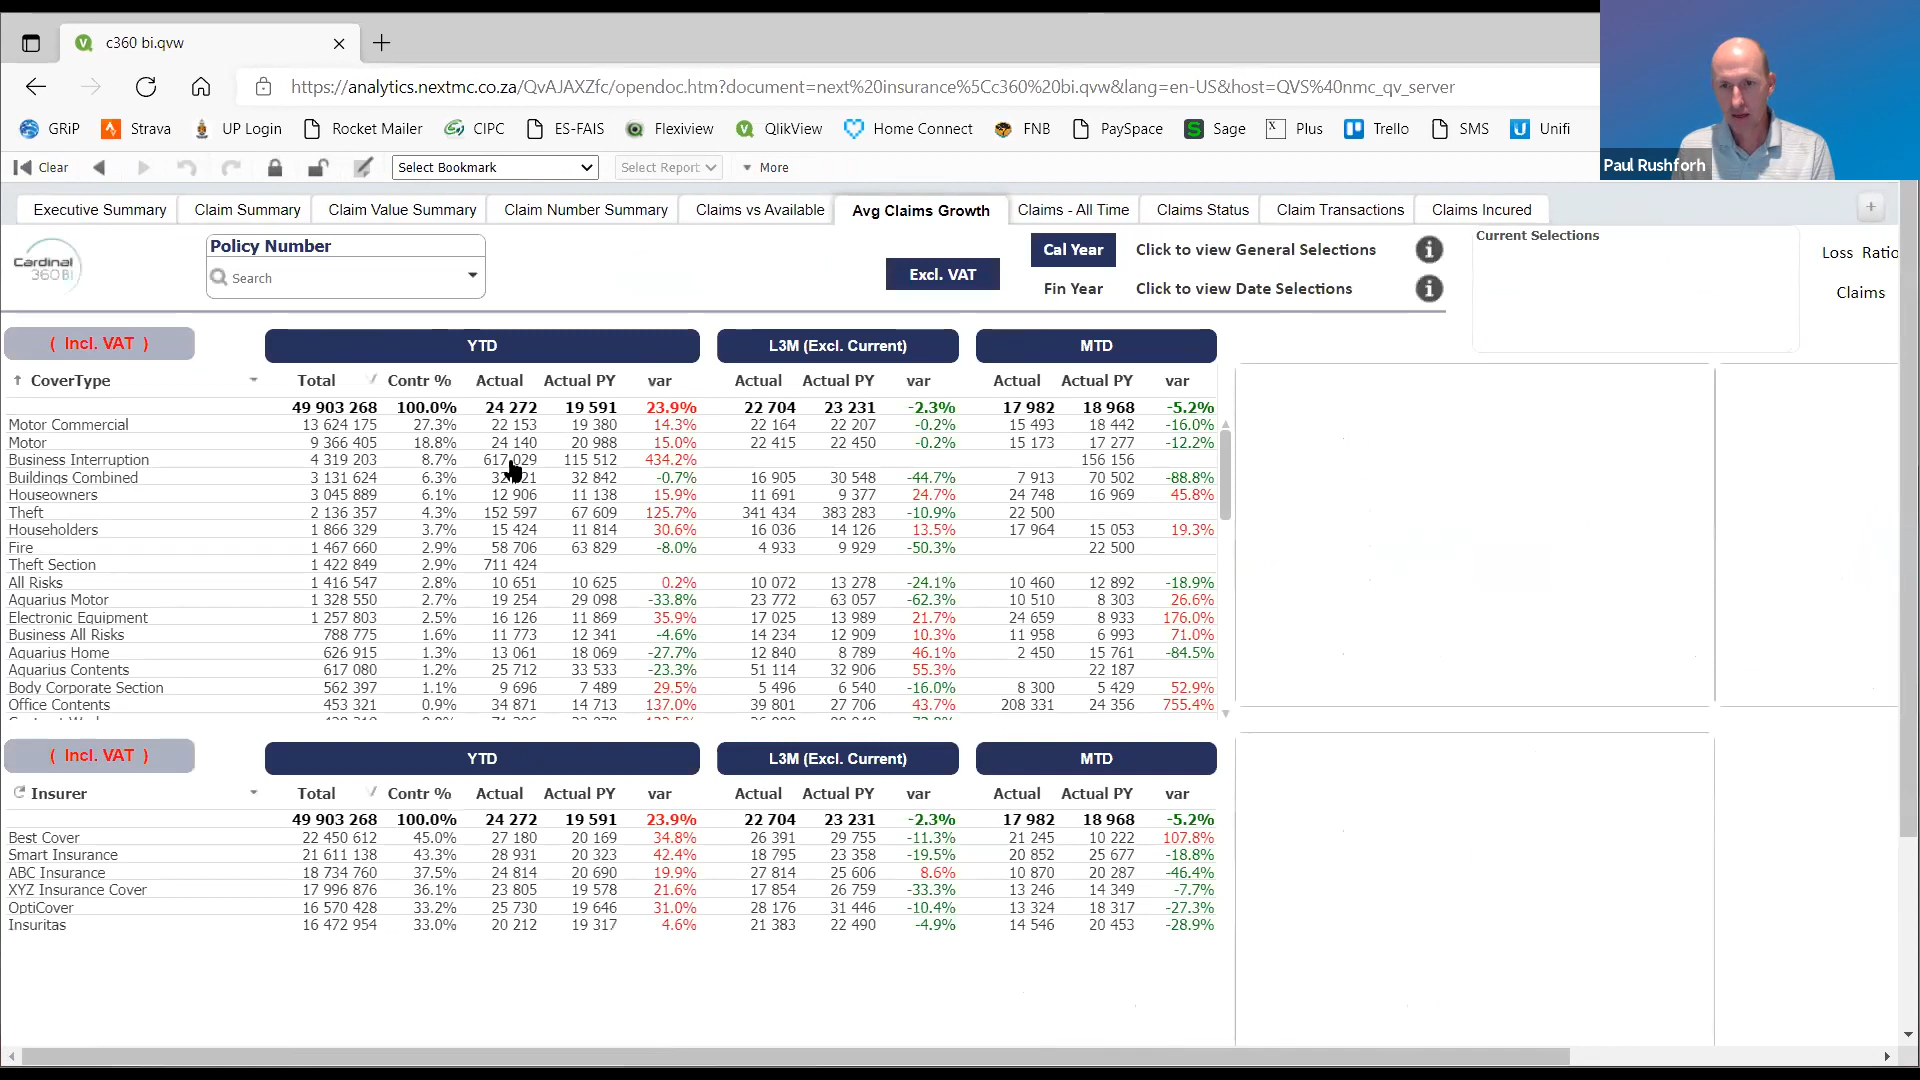 c360 bi.qvw
https://analytics.nextmc.co.za/QvAJAXZfc/opendoc.htm?document=next%20insurance%5Cc360%20bi.qvw&lang=en-US&host=QVS%40nmc_qv_server
GRiP Strava UP Login Rocket Mailer CIPC ES-FAIS Flexiview QlikView Home Connect FNB PaySpace Sage Plus Trello SMS Unifi
Paul Rushforh
Clear Select Bookmark Select Report More
Executive Summary Claim Summary Claim Value Summary Claim Number Summary Claims vs Available Avg Claims Growth Claims - All Time Claims Status Claim Transactions Claims Incured
Cardinal
360BI
Policy Number
Search
Excl. VAT
Cal Year Click to view General Selections
Fin Year Click to view Date Selections
Current Selections
Loss Ratio
Claims
( Incl. VAT ) YTD L3M (Excl. Current) MTD
CoverType Total Contr % Actual Actual PY var Actual Actual PY var Actual Actual PY var
49 903 268 100.0% 24 272 19 591 23.9% 22 704 23 231 -2.3% 17 982 18 968 -5.2%
Motor Commercial 13 624 175 27.3% 22 153 19 380 14.3% 22 164 22 207 -0.2% 15 493 18 442 -16.0%
Motor 9 366 405 18.8% 24 140 20 988 15.0% 22 415 22 450 -0.2% 15 173 17 277 -12.2%
Business Interruption 4 319 203 8.7% 617 029 115 512 434.2% 156 156
Buildings Combined 3 131 624 6.3% 32 842 -0.7% 16 905 30 548 -44.7% 7 913 70 502 -88.8%
Houseowners 3 045 889 6.1% 12 906 11 138 15.9% 11 691 9 377 24.7% 24 748 16 969 45.8%
Theft 2 136 357 4.3% 152 597 67 609 125.7% 341 434 383 283 -10.9% 22 500
Householders 1 866 329 3.7% 15 424 11 814 30.6% 16 036 14 126 13.5% 17 964 15 053 19.3%
Fire 1 467 660 2.9% 58 706 63 829 -8.0% 4 933 9 929 -50.3% 22 500
Theft Section 1 422 849 2.9% 711 424
All Risks 1 416 547 2.8% 10 651 10 625 0.2% 10 072 13 278 -24.1% 10 460 12 892 -18.9%
Aquarius Motor 1 328 550 2.7% 19 254 29 098 -33.8% 23 772 63 057 -62.3% 10 510 8 303 26.6%
Electronic Equipment 1 257 803 2.5% 16 126 11 869 35.9% 17 025 13 989 21.7% 24 659 8 933 176.0%
Business All Risks 788 775 1.6% 11 773 12 341 -4.6% 14 234 12 909 10.3% 11 958 6 993 71.0%
Aquarius Home 626 915 1.3% 13 061 18 069 -27.7% 12 840 8 789 46.1% 2 450 15 761 -84.5%
Aquarius Contents 617 080 1.2% 25 712 33 533 -23.3% 51 114 32 906 55.3% 22 187
Body Corporate Section 562 397 1.1% 9 696 7 489 29.5% 5 496 6 540 -16.0% 8 300 5 429 52.9%
Office Contents 453 321 0.9% 34 871 14 713 137.0% 39 801 27 706 43.7% 208 331 24 356 755.4%
( Incl. VAT ) YTD L3M (Excl. Current) MTD
Insurer Total Contr % Actual Actual PY var Actual Actual PY var Actual Actual PY var
49 903 268 100.0% 24 272 19 591 23.9% 22 704 23 231 -2.3% 17 982 18 968 -5.2%
Best Cover 22 450 612 45.0% 27 180 20 169 34.8% 26 391 29 755 -11.3% 21 245 10 222 107.8%
Smart Insurance 21 611 138 43.3% 28 931 20 323 42.4% 18 795 23 358 -19.5% 20 852 25 677 -18.8%
ABC Insurance 18 734 760 37.5% 24 814 20 690 19.9% 27 814 25 606 8.6% 10 870 20 287 -46.4%
XYZ Insurance Cover 17 996 876 36.1% 23 805 19 578 21.6% 17 854 26 759 -33.3% 13 246 14 349 -7.7%
OptiCover 16 570 428 33.2% 25 730 19 646 31.0% 28 176 31 446 -10.4% 13 324 18 317 -27.3%
Insuritas 16 472 954 33.0% 20 212 19 317 4.6% 21 383 22 490 -4.9% 14 546 20 453 -28.9%